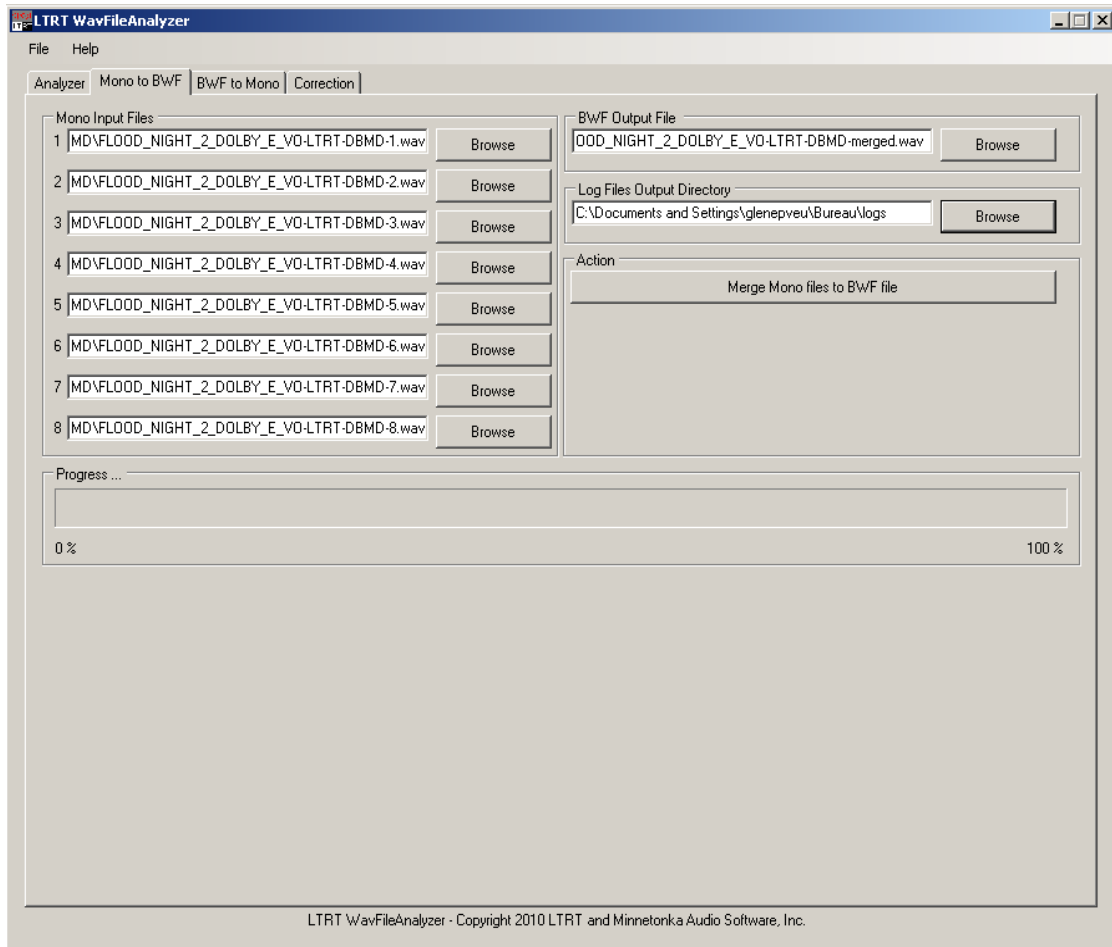 LTRT WavFileAnalyzer
File Help
Analyzer Mono to BWF BWF to Mono Correction
Mono Input Files
1 MD\FLOOD_NIGHT_2_DOLBY_E_VO-LTRT-DBMD-1.wav Browse
2 MD\FLOOD_NIGHT_2_DOLBY_E_VO-LTRT-DBMD-2.wav Browse
3 MD\FLOOD_NIGHT_2_DOLBY_E_VO-LTRT-DBMD-3.wav Browse
4 MD\FLOOD_NIGHT_2_DOLBY_E_VO-LTRT-DBMD-4.wav Browse
5 MD\FLOOD_NIGHT_2_DOLBY_E_VO-LTRT-DBMD-5.wav Browse
6 MD\FLOOD_NIGHT_2_DOLBY_E_VO-LTRT-DBMD-6.wav Browse
7 MD\FLOOD_NIGHT_2_DOLBY_E_VO-LTRT-DBMD-7.wav Browse
8 MD\FLOOD_NIGHT_2_DOLBY_E_VO-LTRT-DBMD-8.wav Browse
BWF Output File
OOD_NIGHT_2_DOLBY_E_VO-LTRT-DBMD-merged.wav Browse
Log Files Output Directory
C:\Documents and Settings\glenepveu\Bureau\logs Browse
Action
Merge Mono files to BWF file
Progress ...
0 % 100 %
LTRT WavFileAnalyzer - Copyright 2010 LTRT and Minnetonka Audio Software, Inc.